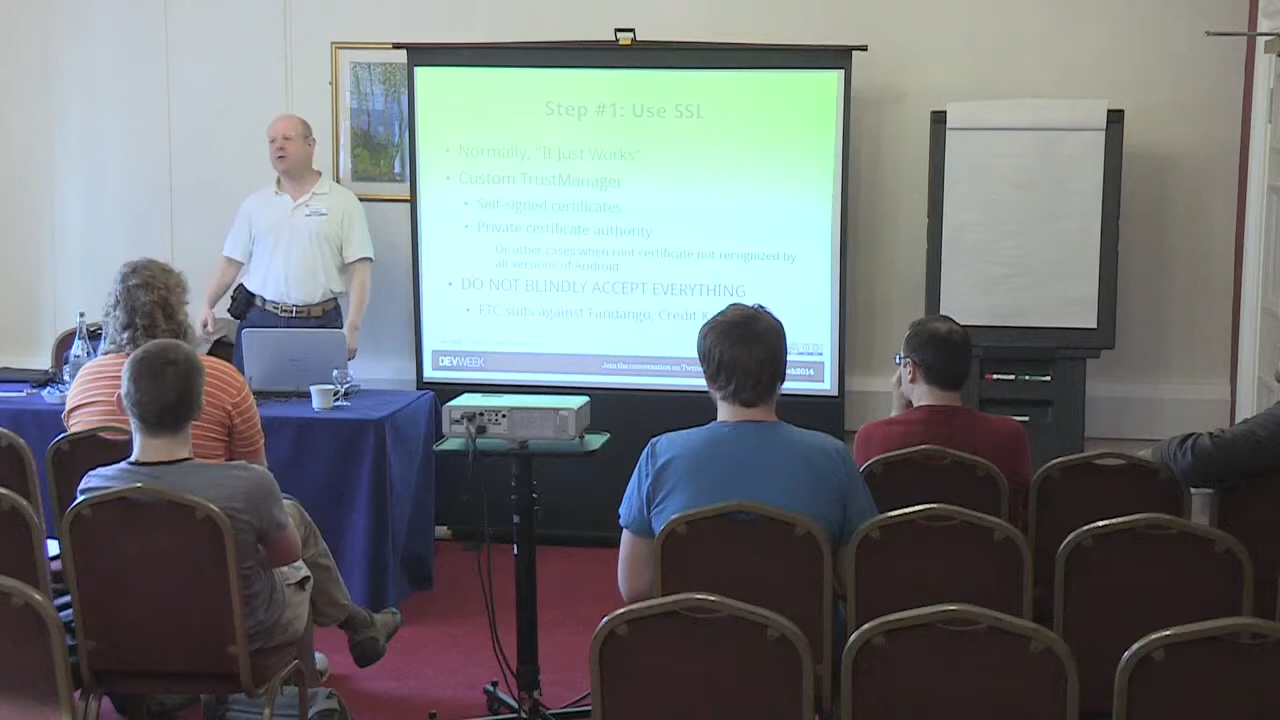 Step #1: Use SSL
• Normally, "It Just Works"
• Custom TrustManager
• Self-signed certificates
• Private certificate authority
Or other cases when root certificate not recognized by
all versions of Android
• DO NOT BLINDLY ACCEPT EVERYTHING
• FTC suits against Fandango, Credit
DEVWEEK
Join the conversation on